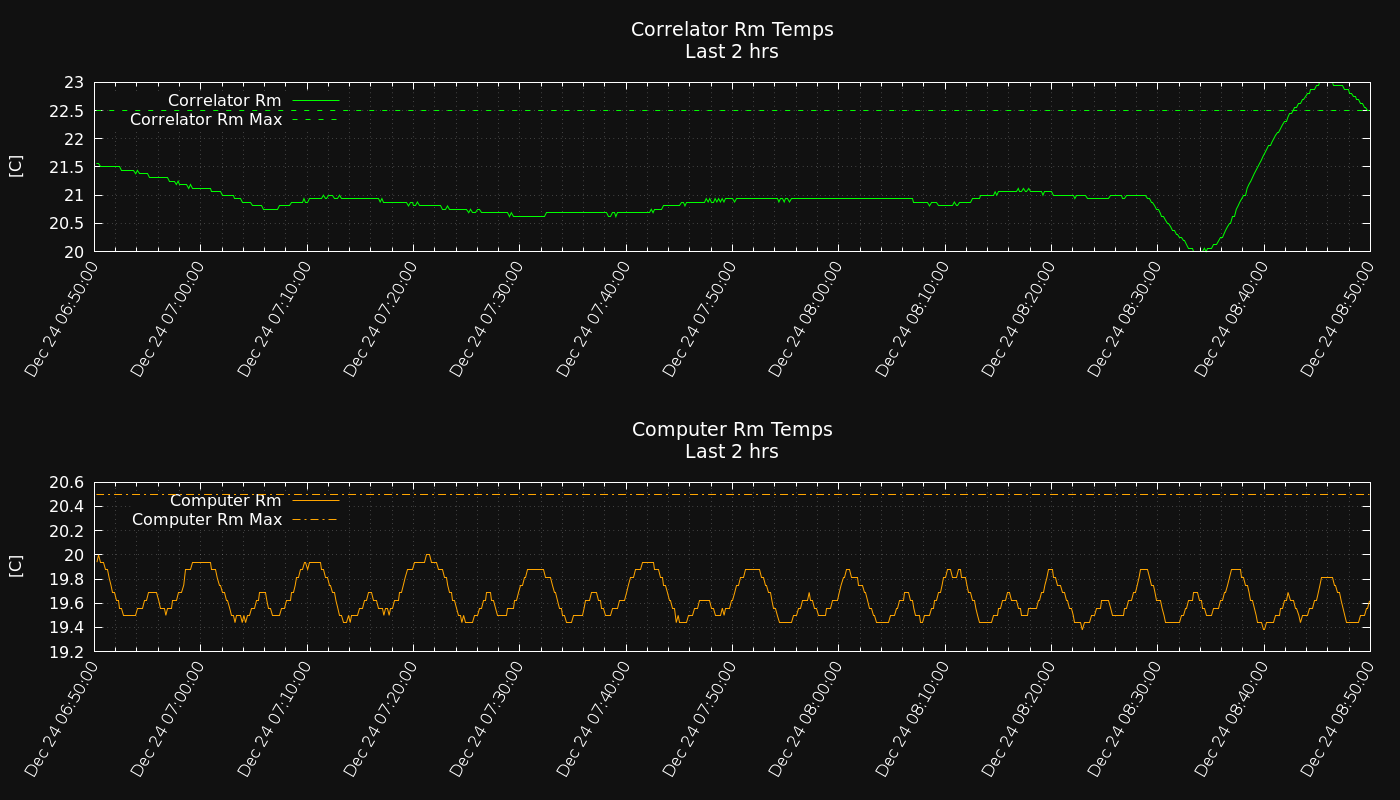 Correlator Rm Temps
Last 2 hrs
[C]
23
22.5
22
21.5
21
20.5
20
Correlator Rm
Correlator Rm Max
Dec 24 06:50:00
Dec 24 07:00:00
Dec 24 07:10:00
Dec 24 07:20:00
Dec 24 07:30:00
Dec 24 07:40:00
Dec 24 07:50:00
Dec 24 08:00:00
Dec 24 08:10:00
Dec 24 08:20:00
Dec 24 08:30:00
Dec 24 08:40:00
Dec 24 08:50:00
Computer Rm Temps
Last 2 hrs
[C]
20.6
20.4
20.2
20
19.8
19.6
19.4
19.2
Computer Rm
Computer Rm Max
Dec 24 06:50:00
Dec 24 07:00:00
Dec 24 07:10:00
Dec 24 07:20:00
Dec 24 07:30:00
Dec 24 07:40:00
Dec 24 07:50:00
Dec 24 08:00:00
Dec 24 08:10:00
Dec 24 08:20:00
Dec 24 08:30:00
Dec 24 08:40:00
Dec 24 08:50:00